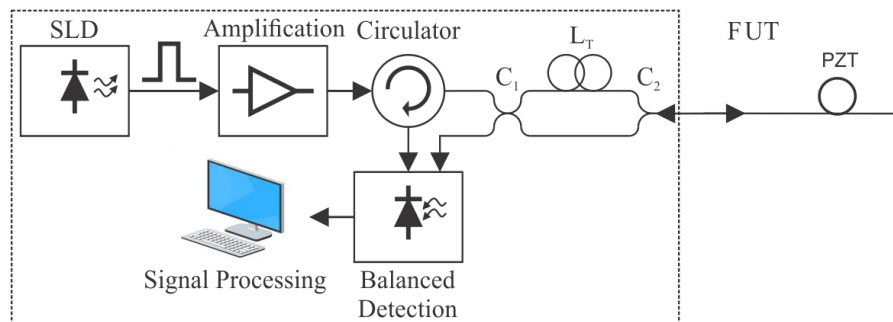 SLD
Amplification
Circulator
C1
LT
C2
FUT
PZT
Signal Processing
Balanced
Detection